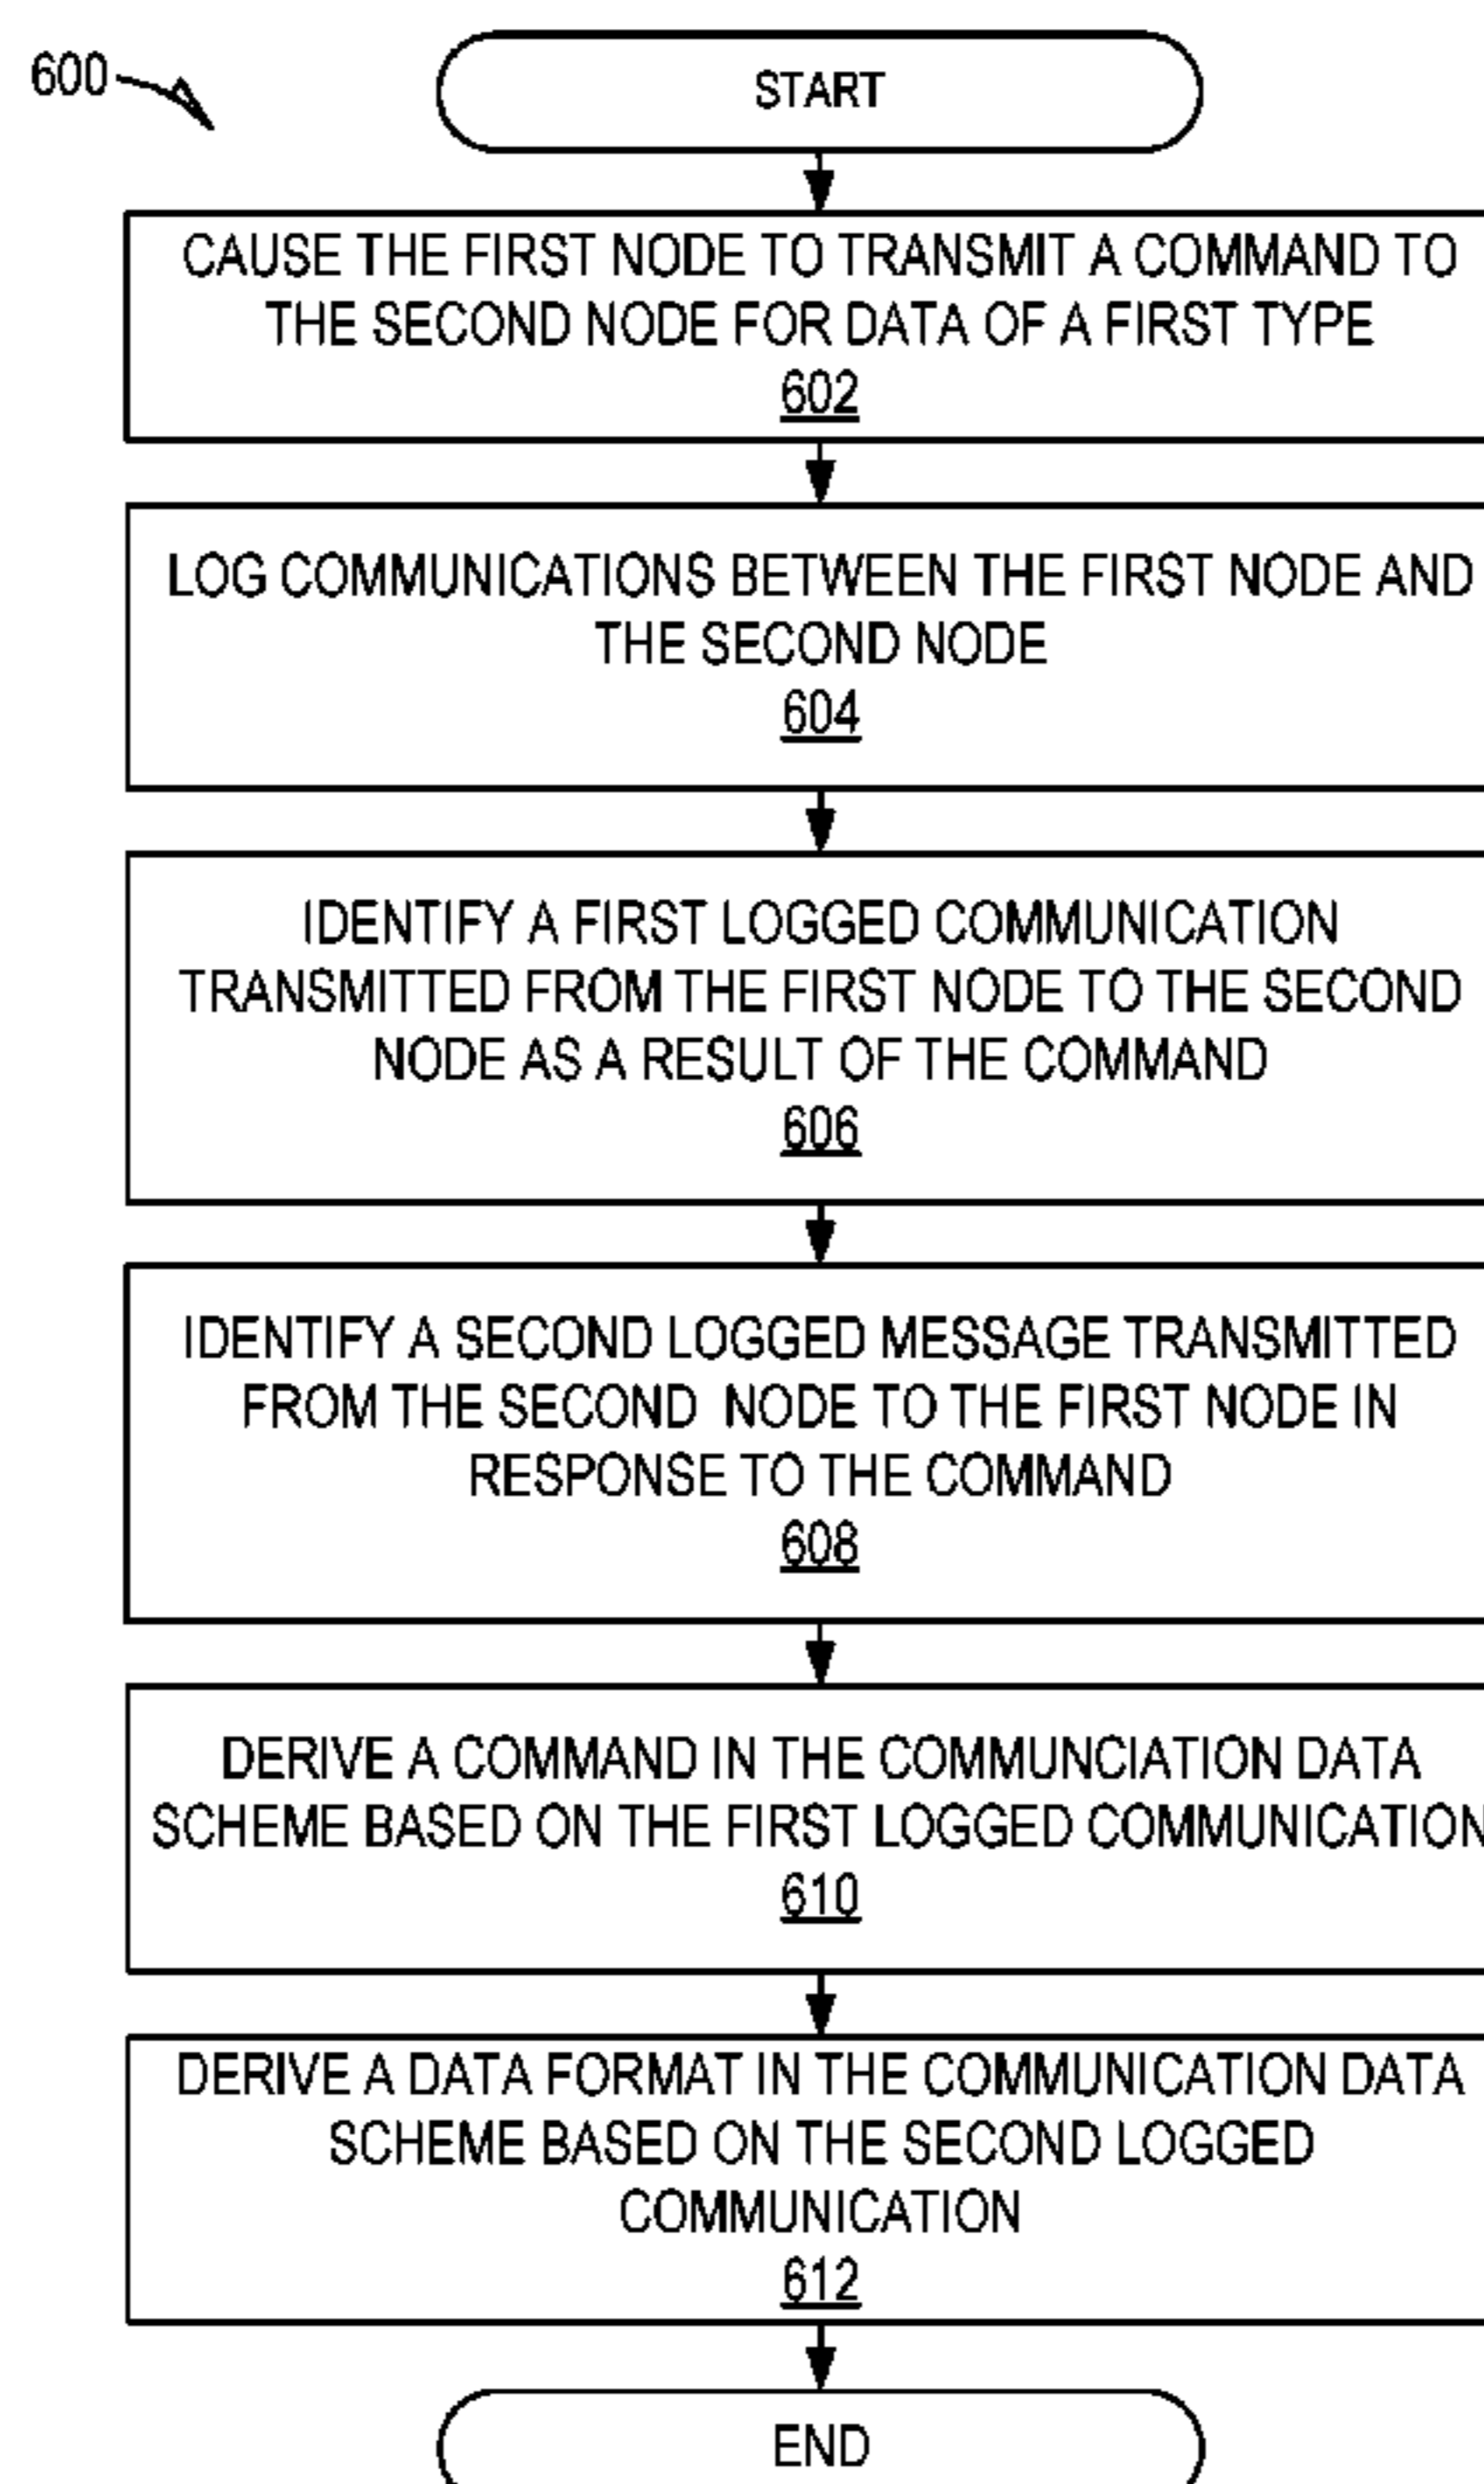 600
START
CAUSE THE FIRST NODE TO TRANSMIT A COMMAND TO
THE SECOND NODE FOR DATA OF A FIRST TYPE
602
LOG COMMUNICATIONS BETWEEN THE FIRST NODE AND
THE SECOND NODE
604
IDENTIFY A FIRST LOGGED COMMUNICATION
TRANSMITTED FROM THE FIRST NODE TO THE SECOND
NODE AS A RESULT OF THE COMMAND
606
IDENTIFY A SECOND LOGGED MESSAGE TRANSMITTED
FROM THE SECOND NODE TO THE FIRST NODE IN
RESPONSE TO THE COMMAND
608
DERIVE A COMMAND IN THE COMMUNCIATION DATA
SCHEME BASED ON THE FIRST LOGGED COMMUNICATION
610
DERIVE A DATA FORMAT IN THE COMMUNICATION DATA
SCHEME BASED ON THE SECOND LOGGED
COMMUNICATION
612
END